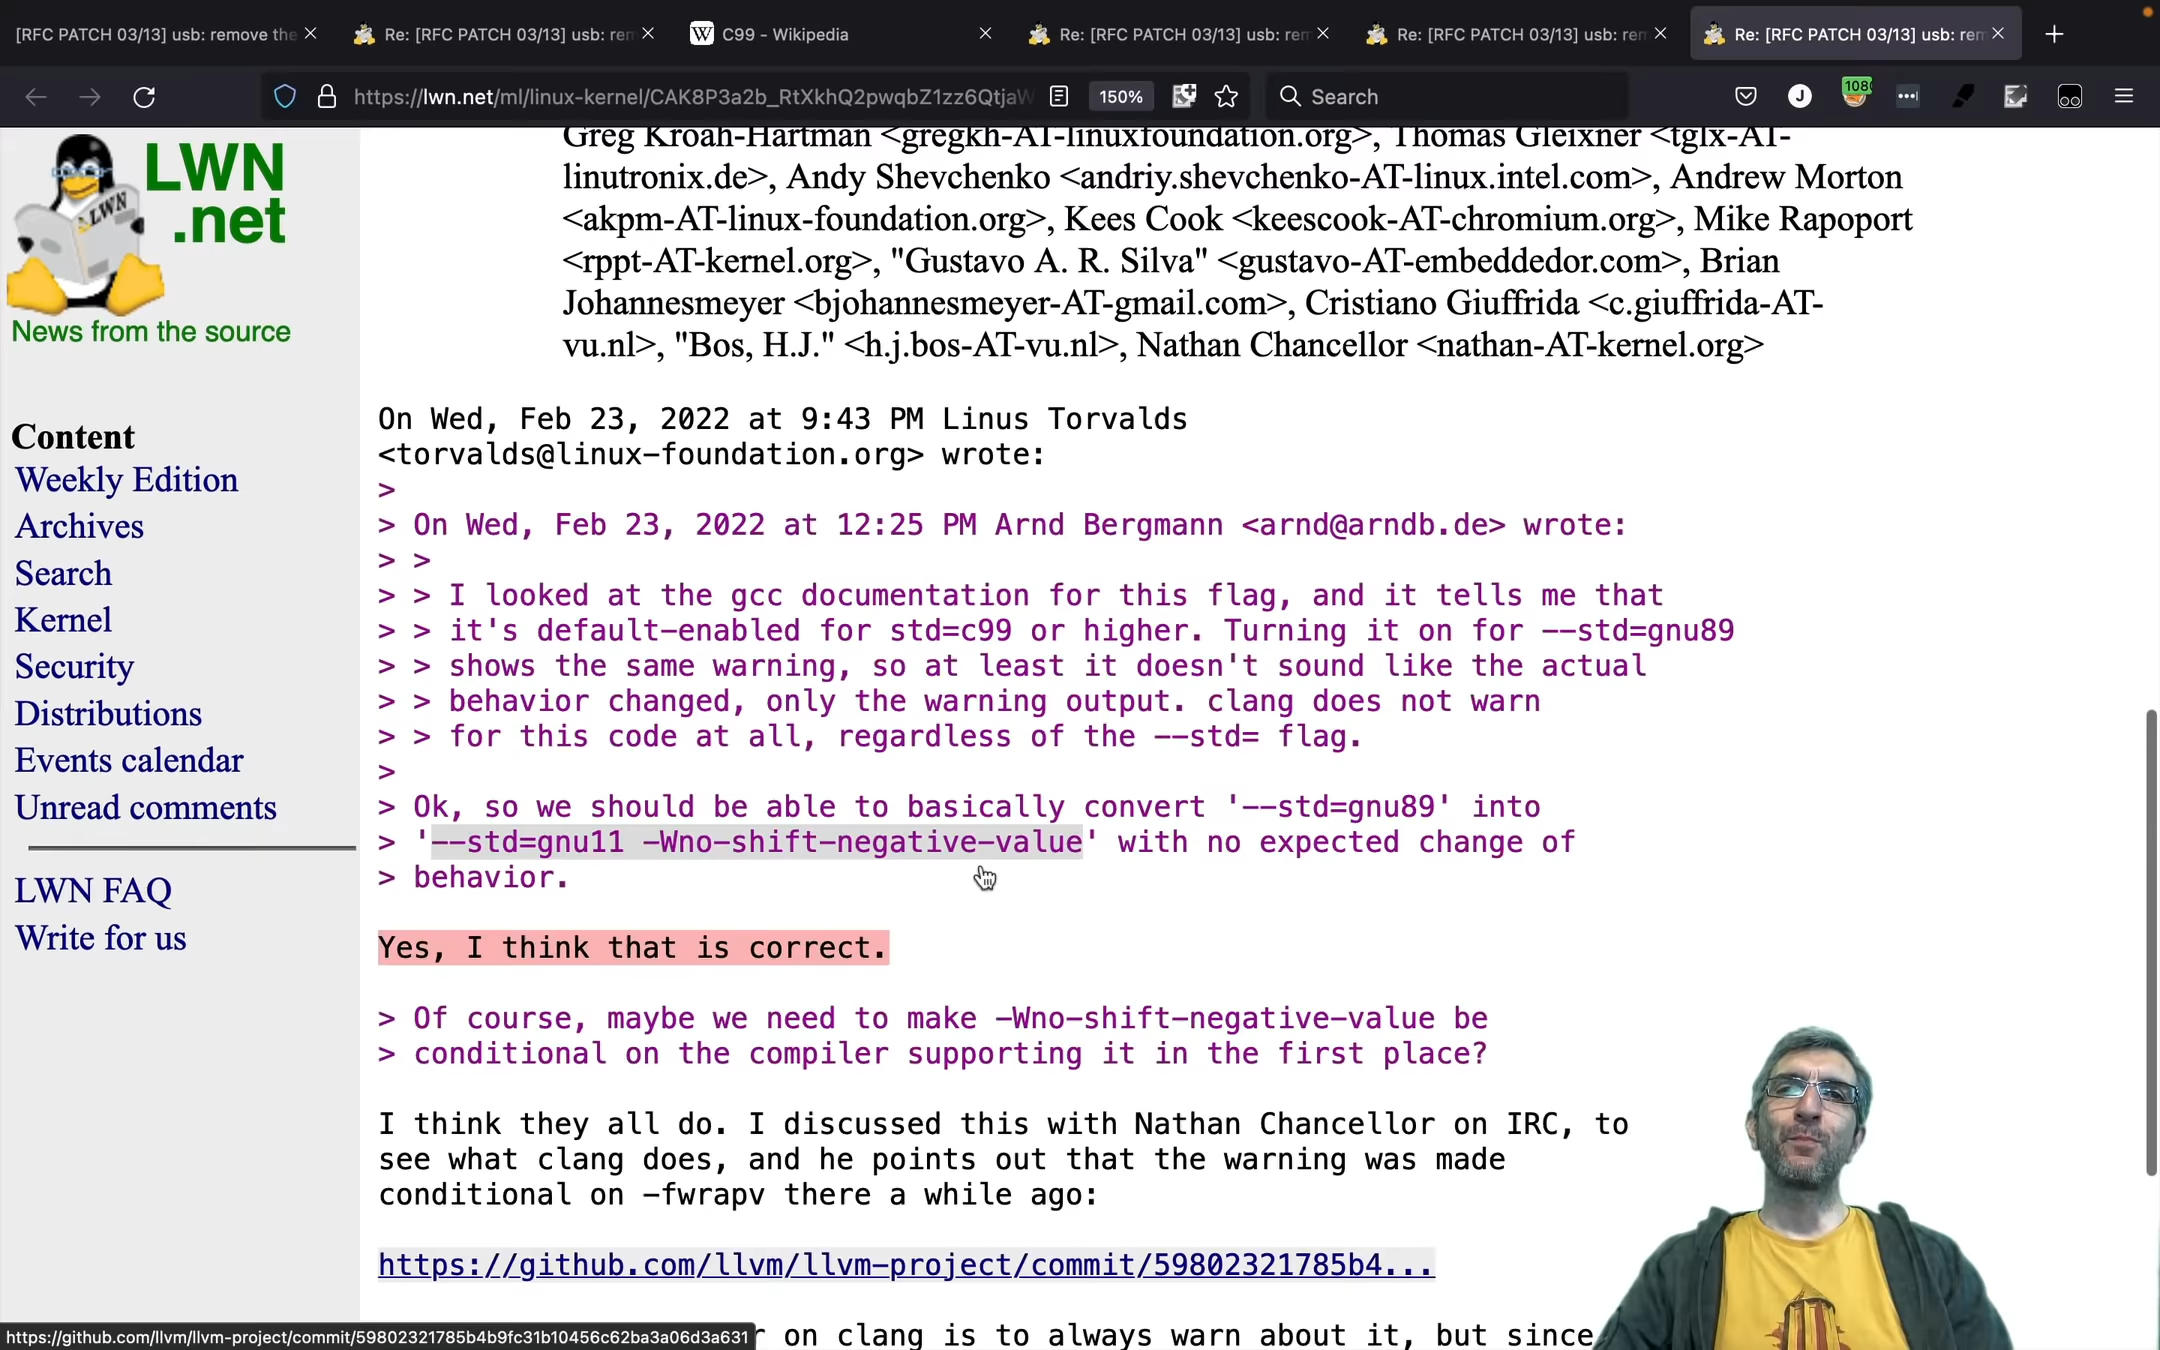 [RFC PATCH 03/13] usb: remove the
Re: [RFC PATCH 03/13] usb: rem
C99 - Wikipedia
Re: [RFC PATCH 03/13] usb: rem
Re: [RFC PATCH 03/13] usb: rem
Re: [RFC PATCH 03/13] usb: rem
https://lwn.net/ml/linux-kernel/CAK8P3a2b_RtXkhQ2pwqbZ1zz6QtjaW
150%
Search
J
108
LWN
.net
LWN
News from the source
Content
Weekly Edition
Archives
Search
Kernel
Security
Distributions
Events calendar
Unread comments
LWN FAQ
Write for us
Greg Kroah-Hartman <gregkh-AT-linuxfoundation.org>, Thomas Gleixner <tglx-AT-
linutronix.de>, Andy Shevchenko <andriy.shevchenko-AT-linux.intel.com>, Andrew Morton
<akpm-AT-linux-foundation.org>, Kees Cook <keescook-AT-chromium.org>, Mike Rapoport
<rppt-AT-kernel.org>, "Gustavo A. R. Silva" <gustavo-AT-embeddedor.com>, Brian
Johannesmeyer <bjohannesmeyer-AT-gmail.com>, Cristiano Giuffrida <c.giuffrida-AT-
vu.nl>, "Bos, H.J." <h.j.bos-AT-vu.nl>, Nathan Chancellor <nathan-AT-kernel.org>
On Wed, Feb 23, 2022 at 9:43 PM Linus Torvalds
<torvalds@linux-foundation.org> wrote:
>
> On Wed, Feb 23, 2022 at 12:25 PM Arnd Bergmann <arnd@arndb.de> wrote:
> >
> > I looked at the gcc documentation for this flag, and it tells me that
> > it's default-enabled for std=c99 or higher. Turning it on for --std=gnu89
> > shows the same warning, so at least it doesn't sound like the actual
> > behavior changed, only the warning output. clang does not warn
> > for this code at all, regardless of the --std= flag.
>
> Ok, so we should be able to basically convert '--std=gnu89' into
> '--std=gnu11 -Wno-shift-negative-value' with no expected change of
> behavior.
Yes, I think that is correct.
> Of course, maybe we need to make -Wno-shift-negative-value be
> conditional on the compiler supporting it in the first place?
I think they all do. I discussed this with Nathan Chancellor on IRC, to
see what clang does, and he points out that the warning was made
conditional on -fwrapv there a while ago:
https://github.com/llvm/llvm-project/commit/59802321785b4...
https://github.com/llvm/llvm-project/commit/59802321785b4b9fc31b10456c62ba3a06d3a631
r on clang is to always warn about it, but since